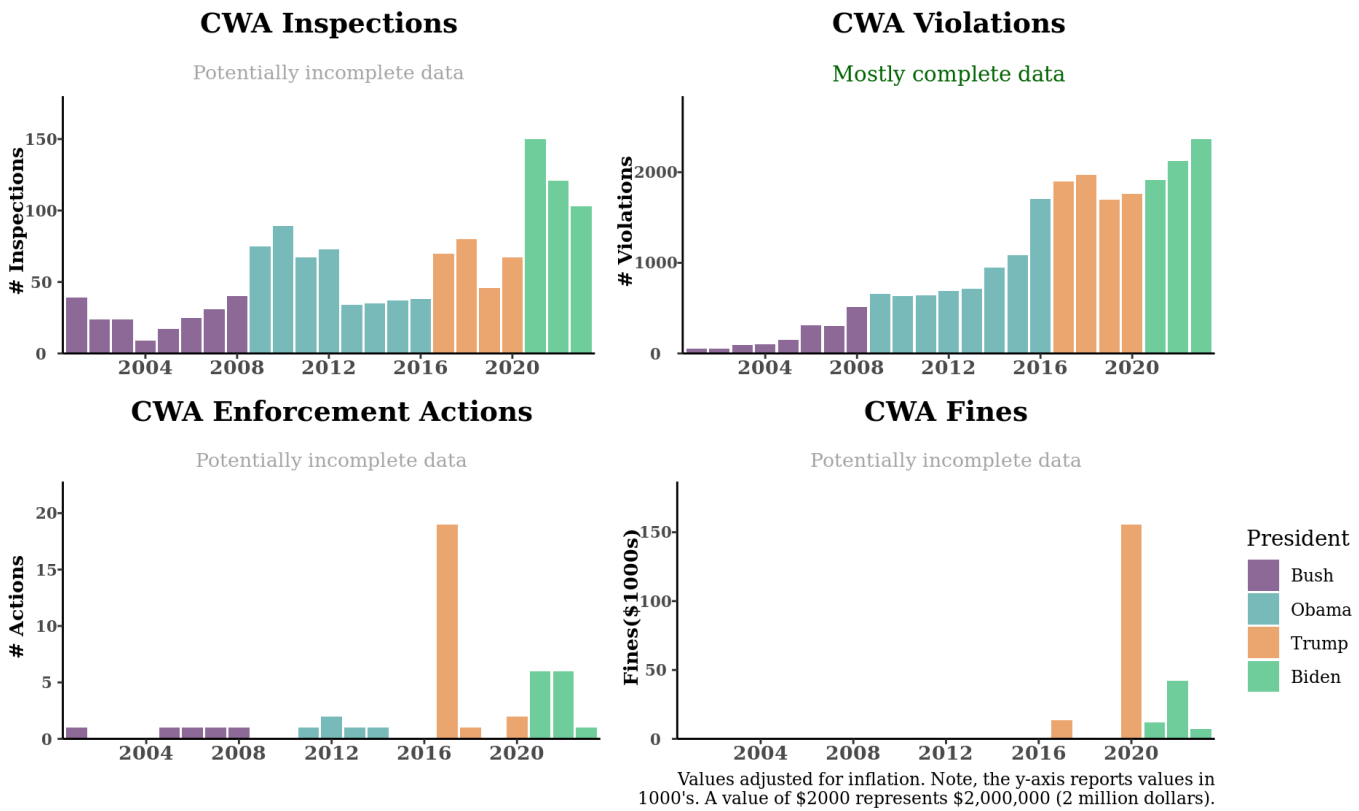 CWA Inspections
Potentially incomplete data
# Inspections
150
100
50
0
2004 2008 2012 2016 2020
CWA Violations
Mostly complete data
# Violations
2000
1000
0
2004 2008 2012 2016 2020
CWA Enforcement Actions
Potentially incomplete data
# Actions
20
15
10
5
0
2004 2008 2012 2016 2020
CWA Fines
Potentially incomplete data
Fines($1000s)
150
100
50
0
2004 2008 2012 2016 2020
President
Bush
Obama
Trump
Biden
Values adjusted for inflation. Note, the y-axis reports values in
1000's. A value of $2000 represents $2,000,000 (2 million dollars).